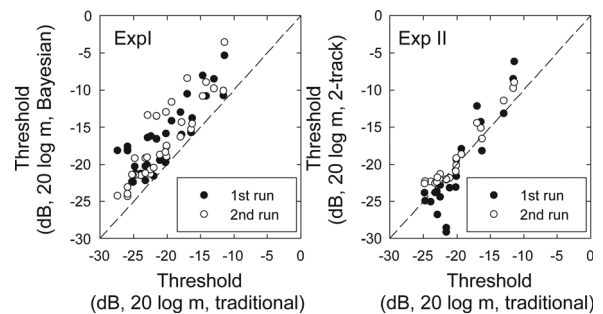 ExpI
Threshold
(dB, 20 log m, Bayesian)
0
-5
-10
-15
-20
-25
-30
1st run
2nd run
-30 -25 -20 -15 -10 -5 0
Threshold
(dB, 20 log m, traditional)
Exp II
Threshold
(dB, 20 log m, 2-track)
0
-5
-10
-15
-20
-25
-30
1st run
2nd run
-30 -25 -20 -15 -10 -5 0
Threshold
(dB, 20 log m, traditional)